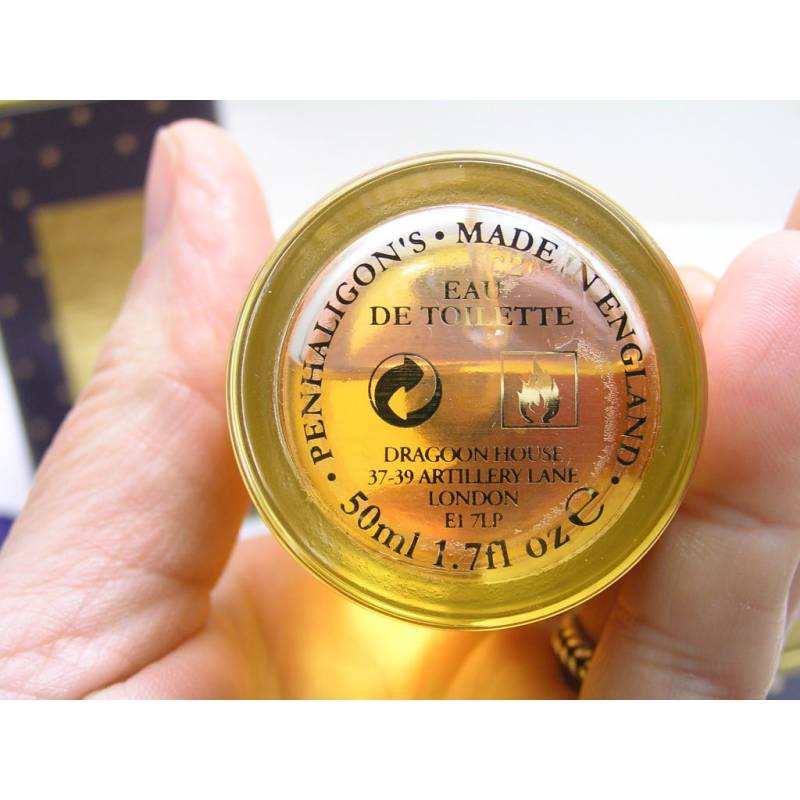 PENHALIGON'S • MADE IN ENGLAND •
EAU
DE TOILETTE
DRAGOON HOUSE
37-39 ARTILLERY LANE
LONDON
E1 7LP
50ml 1.7fl oz ℮ •